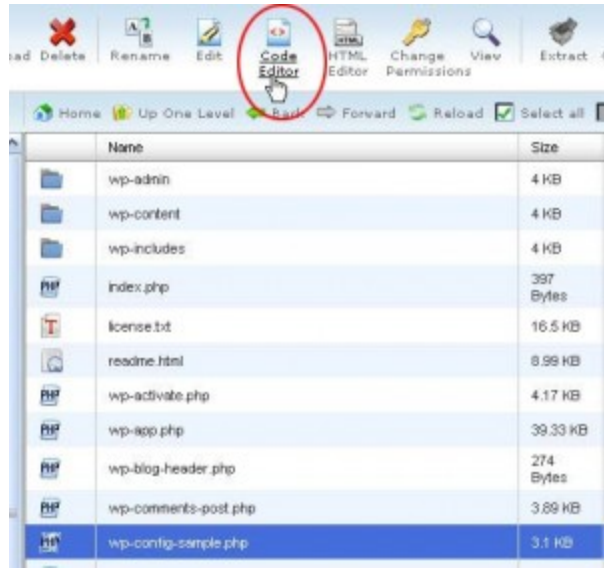 ad Delete Rename Edit Code Editor HTML Editor Change Permissions View Extract
Home Up One Level Back Forward Reload Select all
Name Size
wp-admin 4 KB
wp-content 4 KB
wp-includes 4 KB
index.php 397 Bytes
license.txt 16.5 KB
readme.html 8.99 KB
wp-activate.php 4.17 KB
wp-app.php 39.33 KB
wp-blog-header.php 274 Bytes
wp-comments-post.php 3.89 KB
wp-config-sample.php 3.1 KB